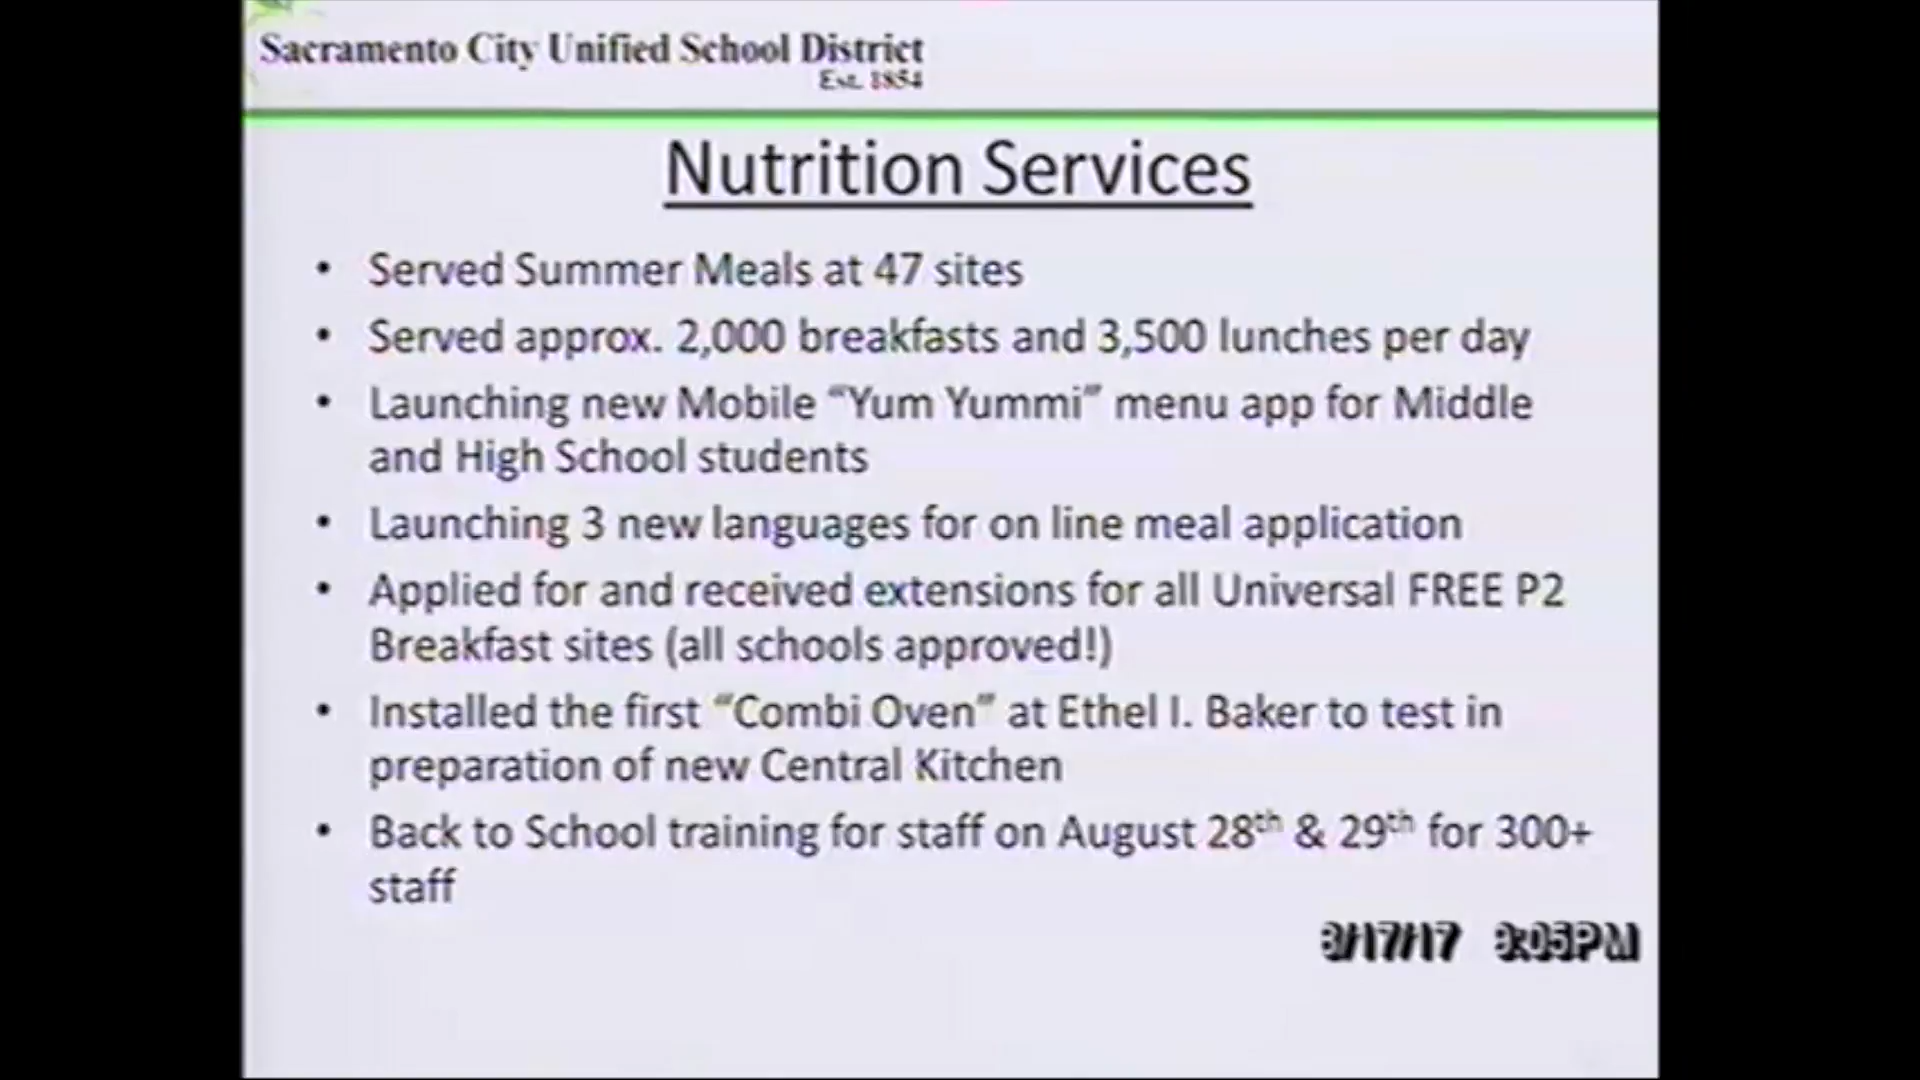 Sacramento City Unified School District
Est. 1854
Nutrition Services
• Served Summer Meals at 47 sites
• Served approx. 2,000 breakfasts and 3,500 lunches per day
• Launching new Mobile “Yum Yummi” menu app for Middle
and High School students
• Launching 3 new languages for on line meal application
• Applied for and received extensions for all Universal FREE P2
Breakfast sites (all schools approved!)
• Installed the first “Combi Oven” at Ethel I. Baker to test in
preparation of new Central Kitchen
• Back to School training for staff on August 28th & 29th for 300+
staff